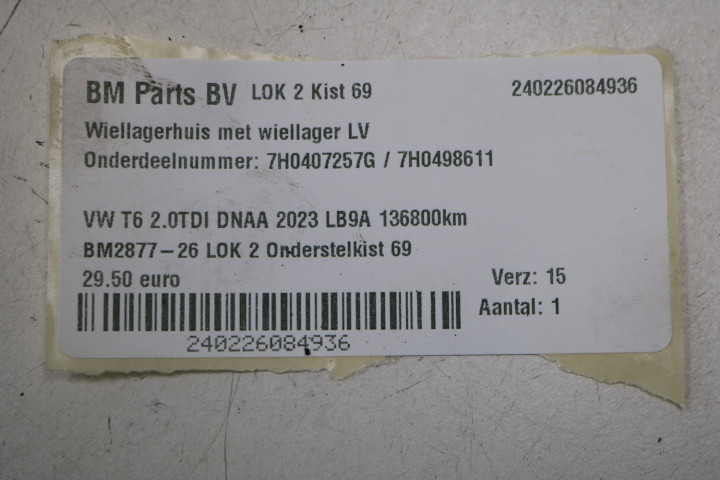 BM Parts BV LOK 2 Kist 69 240226084936
Wiellagerhuis met wiellager LV
Onderdeelnummer: 7H0407257G / 7H0498611
VW T6 2.0TDI DNAA 2023 LB9A 136800km
BM2877-26 LOK 2 Onderstelkist 69
29.50 euro Verz: 15
Aantal: 1
240226084936